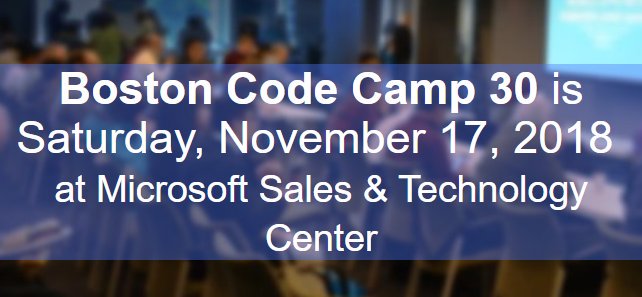 Boston Code Camp 30 is
Saturday, November 17, 2018
at Microsoft Sales & Technology
Center